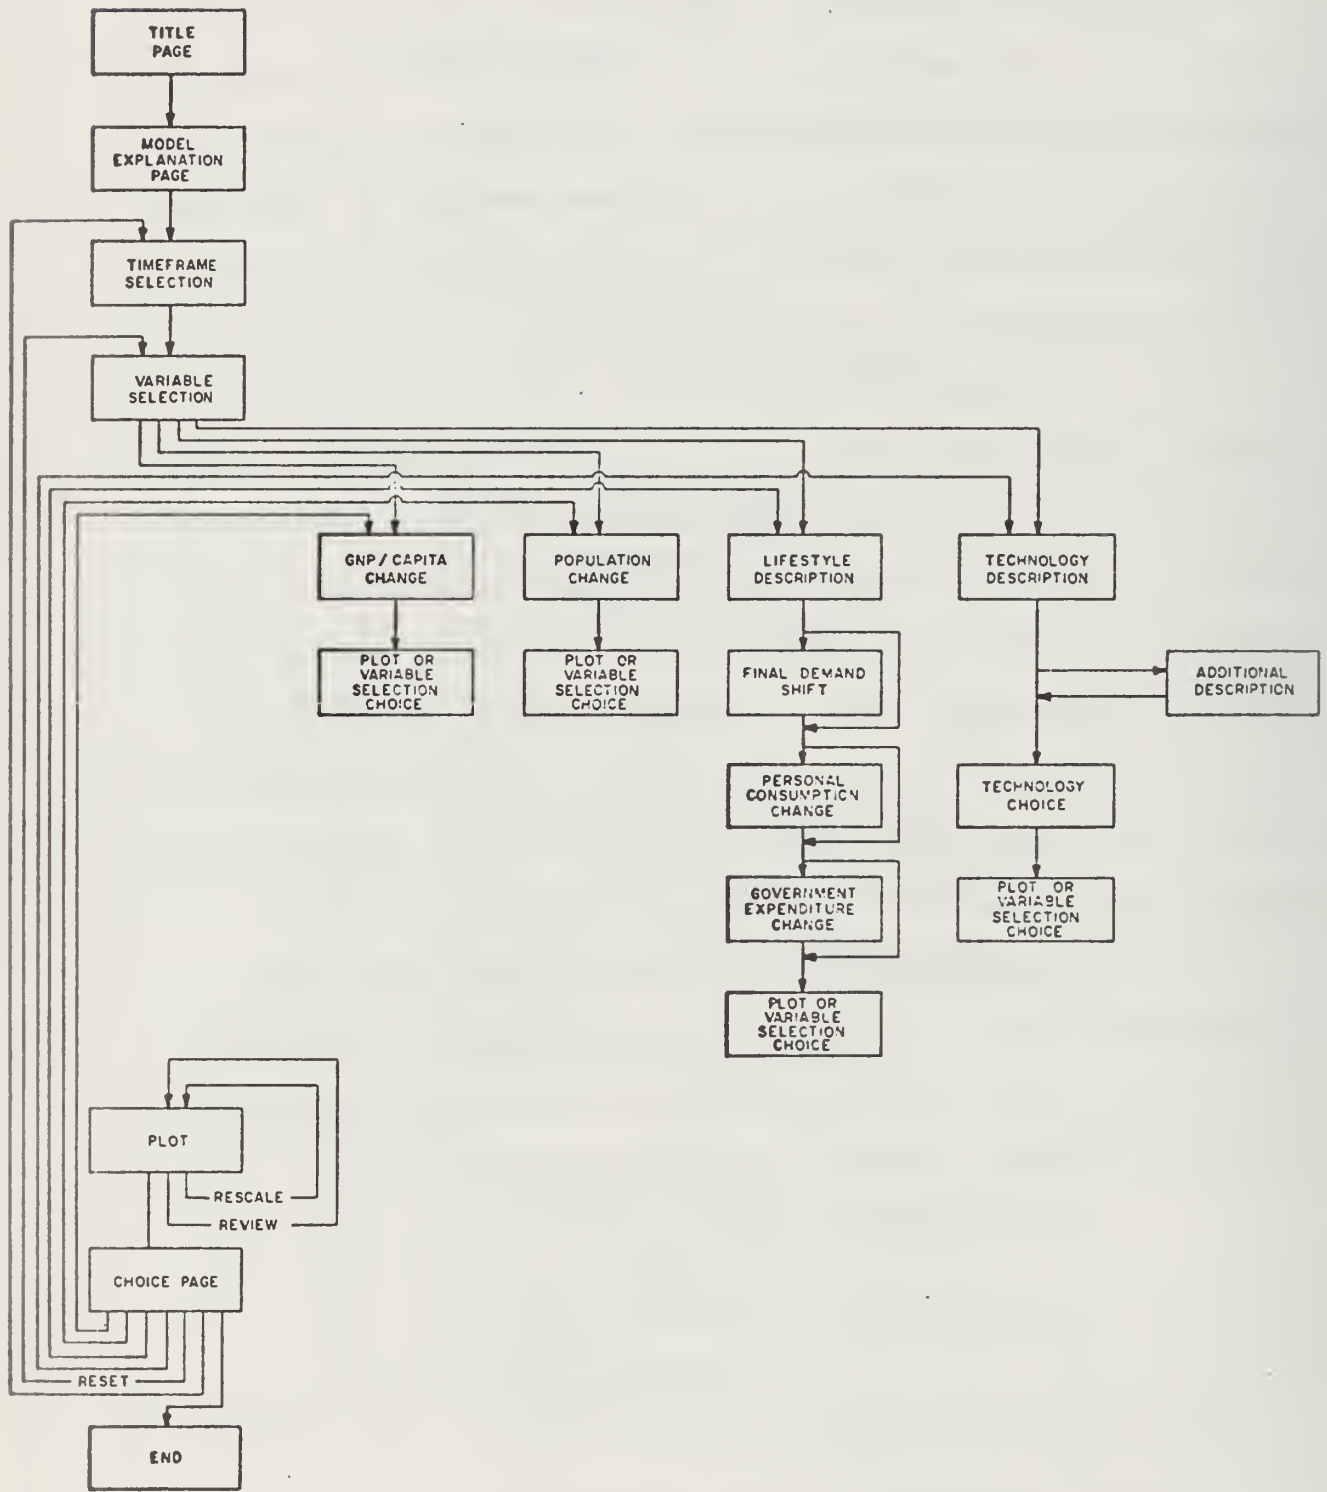 TITLE
PAGE
MODEL
EXPLANATION
PAGE
TIMEFRAME
SELECTION
VARIABLE
SELECTION
GNP / CAPITA
CHANGE
POPULATION
CHANGE
LIFESTYLE
DESCRIPTION
TECHNOLOGY
DESCRIPTION
PLOT OR
VARIABLE
SELECTION
CHOICE
PLOT OR
VARIABLE
SELECTION
CHOICE
FINAL DEMAND
SHIFT
ADDITIONAL
DESCRIPTION
PERSONAL
CONSUMPTION
CHANGE
TECHNOLOGY
CHOICE
GOVERNMENT
EXPENDITURE
CHANGE
PLOT OR
VARIABLE
SELECTION
CHOICE
PLOT OR
VARIABLE
SELECTION
CHOICE
PLOT
RESCALE
REVIEW
CHOICE PAGE
RESET
END